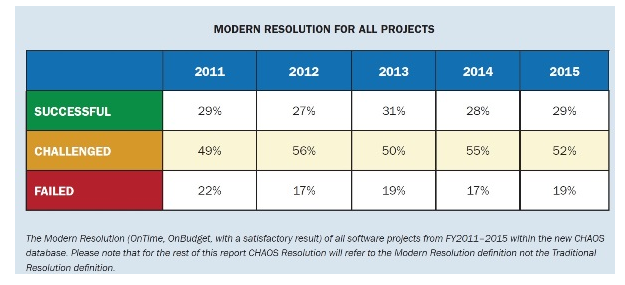 MODERN RESOLUTION FOR ALL PROJECTS
2011 2012 2013 2014 2015
SUCCESSFUL 29% 27% 31% 28% 29%
CHALLENGED 49% 56% 50% 55% 52%
FAILED 22% 17% 19% 17% 19%
The Modern Resolution (OnTime, OnBudget, with a satisfactory result) of all software projects from FY2011–2015 within the new CHAOS
database. Please note that for the rest of this report CHAOS Resolution will refer to the Modern Resolution definition not the Traditional
Resolution definition.